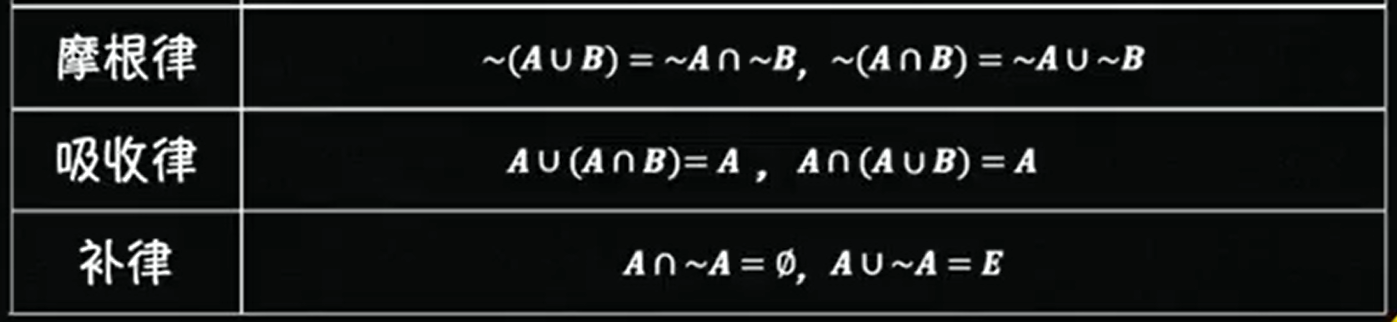 摩根律 ~(A∪B) = ~A∩~B, ~(A∩B) = ~A∪~B
吸收律 A∪(A∩B)= A , A∩(A∪B) = A
补律 A∩~A = ∅, A∪~A = E